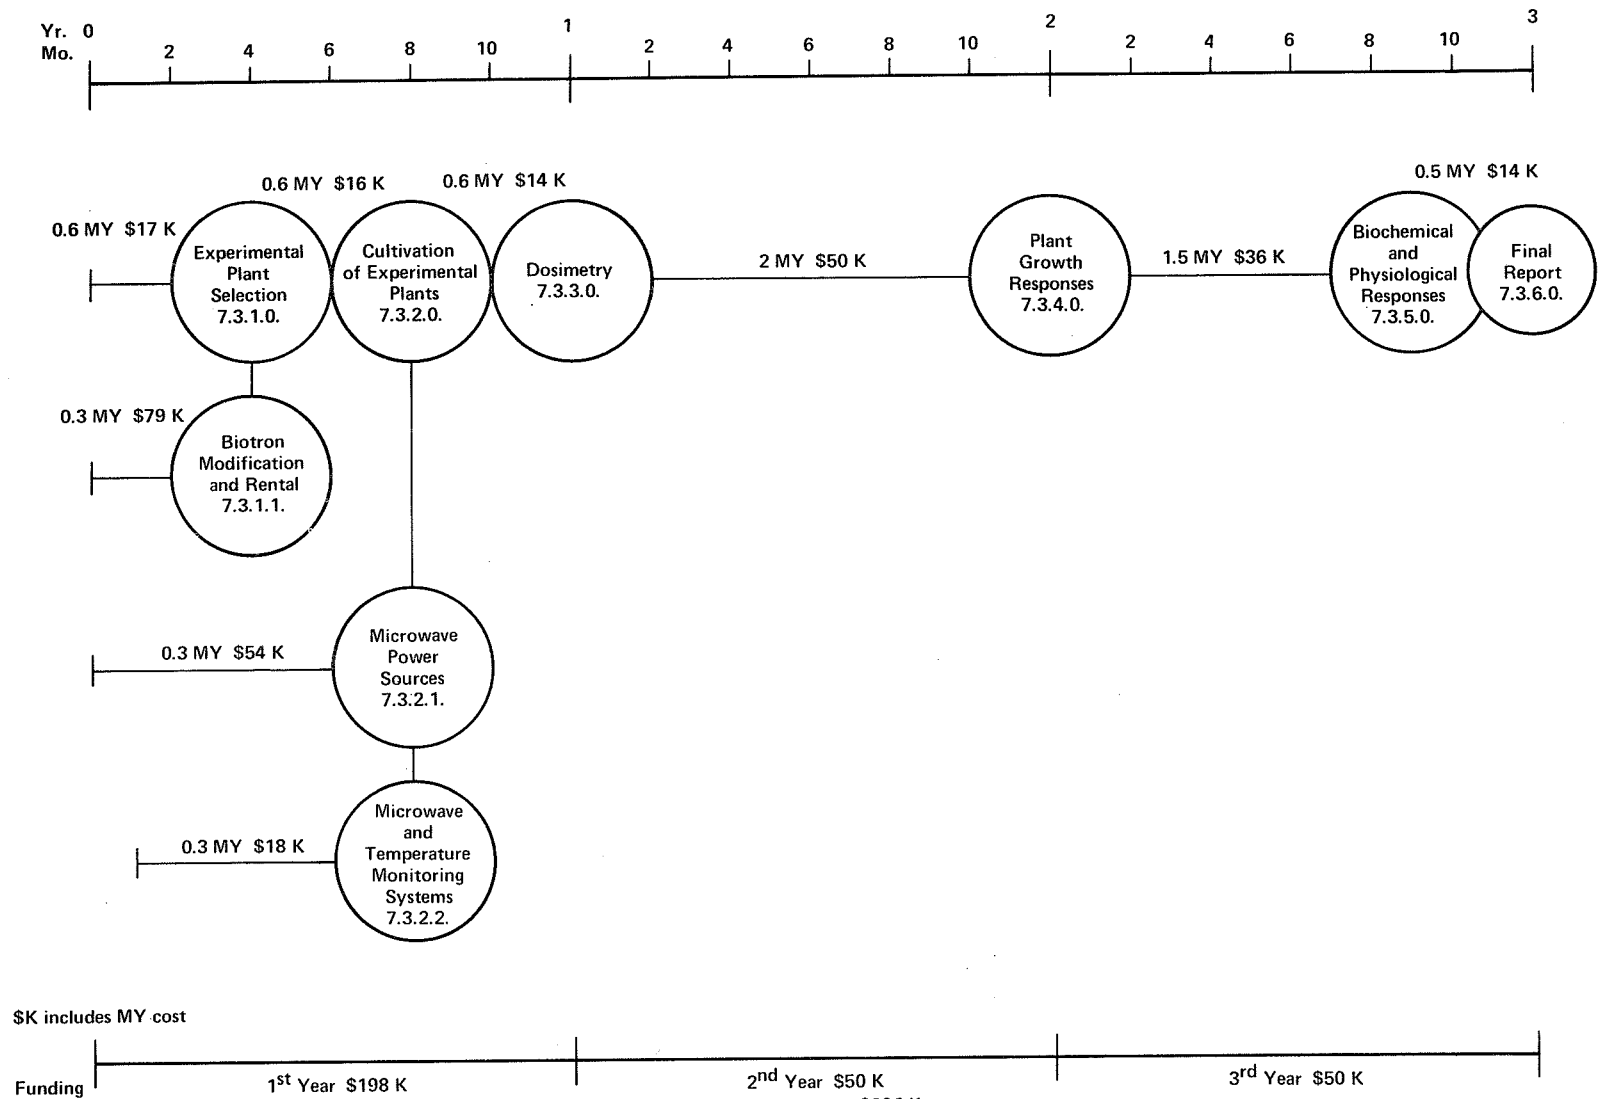 Yr. 0 1 2 3
Mo. 2 4 6 8 10 2 4 6 8 10 2 4 6 8 10
0.6 MY $17 K
0.6 MY $16 K
0.6 MY $14 K
0.5 MY $14 K
Experimental
Plant
Selection
7.3.1.0.
Cultivation
of Experimental
Plants
7.3.2.0.
Dosimetry
7.3.3.0.
2 MY $50 K
Plant
Growth
Responses
7.3.4.0.
1.5 MY $36 K
Biochemical
and
Physiological
Responses
7.3.5.0.
Final
Report
7.3.6.0.
0.3 MY $79 K
Biotron
Modification
and Rental
7.3.1.1.
0.3 MY $54 K
Microwave
Power
Sources
7.3.2.1.
0.3 MY $18 K
Microwave
and
Temperature
Monitoring
Systems
7.3.2.2.
$K includes MY cost
Funding 1st Year $198 K 2nd Year $50 K 3rd Year $50 K